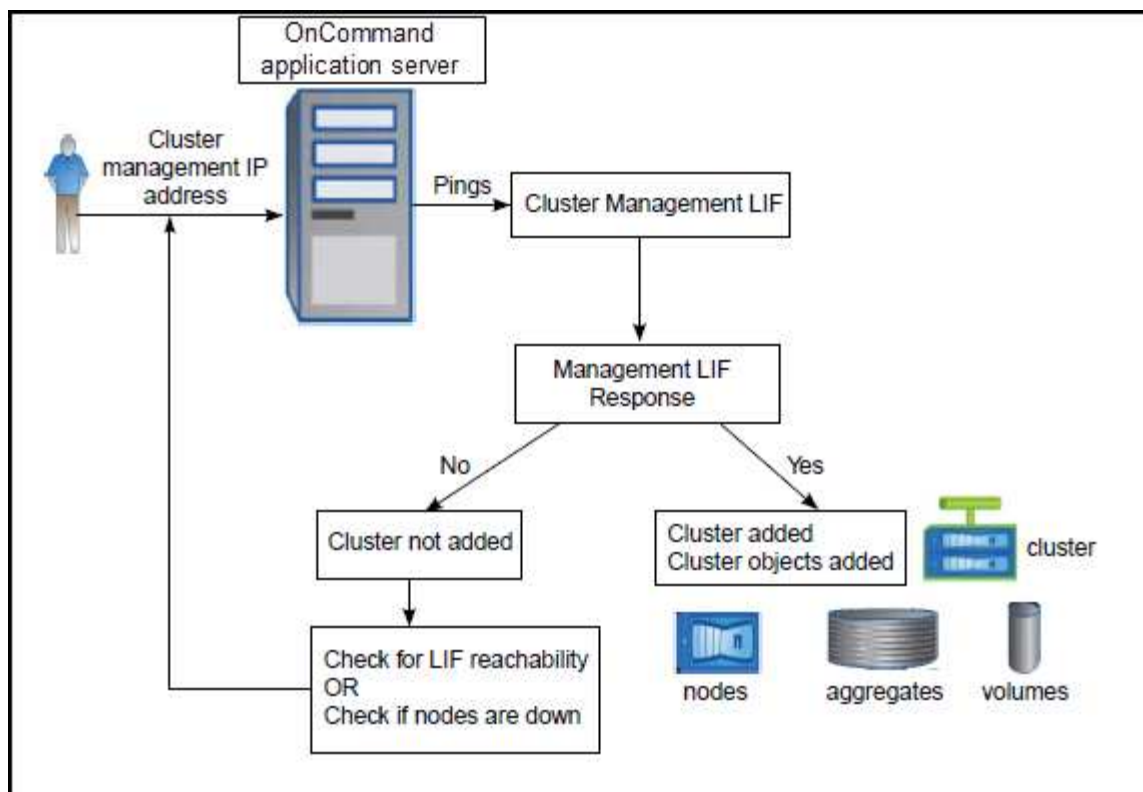 OnCommand
application server
Cluster
management IP
address
Pings
Cluster Management LIF
Management LIF
Response
No
Yes
Cluster not added
Cluster added
Cluster objects added
cluster
Check for LIF reachability
OR
Check if nodes are down
nodes
aggregates
volumes